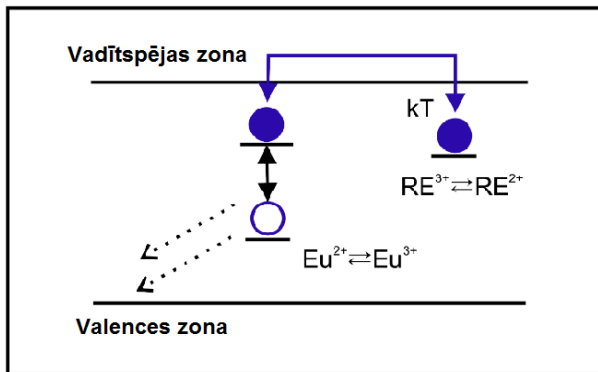 Vadītspējas zona
kT
RE³⁺⇄RE²⁺
Eu²⁺⇄Eu³⁺
Valences zona